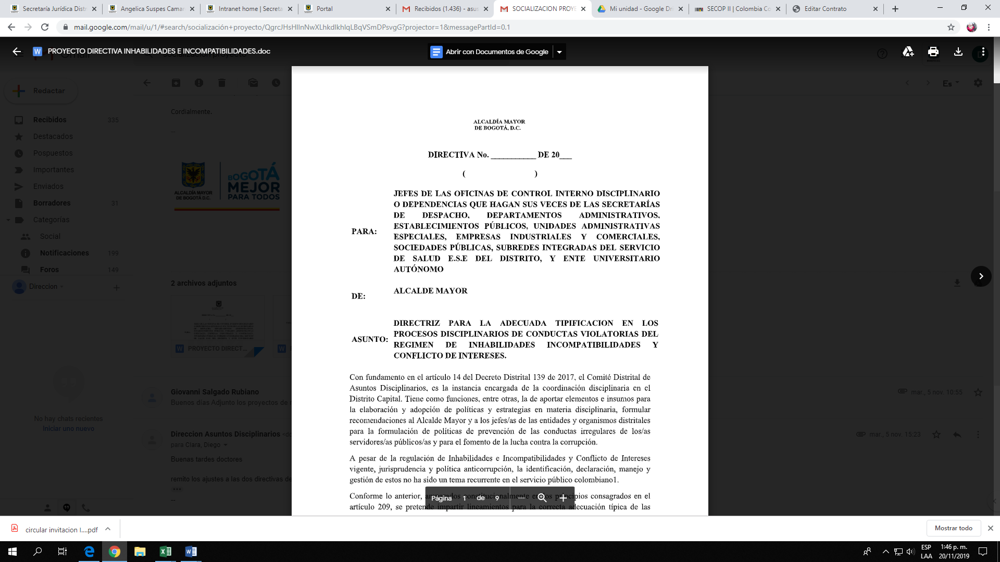 Secretaría Jurídica Distr
Angelica Suspes Camar
Intranet home | Secreta
Portal
Recibidos (1.436) - asus
SOCIALIZACION PROYE
Mi unidad - Google Dri
SECOP II | Colombia Co
Editar Contrato
mail.google.com/mail/u/1/#search/socialización+proyecto/QgrcJHsHlInNwXLhkdlkhlqLBqVSmDPsvgG?projector=1&messagePartId=0.1
PROYECTO DIRECTIVA INHABILIDADES E INCOMPATIBILIDADES.doc
Abrir con Documentos de Google
Redactar
Es
Recibidos 335
Destacados
Pospuestos
Importantes
Enviados
Borradores 31
Categorías
Social
Notificaciones 199
Foros 149
Direccion
No hay chats recientes
Iniciar uno nuevo
Cordialmente.
--
ALCALDÍA MAYOR
DE BOGOTÁ D.C.
BOGOTÁ
MEJOR
PARA TODOS
2 archivos adjuntos
PROYECTO DIRECT...
Giovanni Salgado Rubiano
mar., 5 nov. 10:55
Buenos días Adjunto los proyectos de
Direccion Asuntos Disciplinarios
mar., 5 nov. 15:23
para Clara, Diego
Buenas tardes doctores
remito los ajustes a las dos directivas de
--
ALCALDÍA MAYOR
DE BOGOTÁ, D.C.
DIRECTIVA No. ___________ DE 20___
( )
PARA:
JEFES DE LAS OFICINAS DE CONTROL INTERNO DISCIPLINARIO
O DEPENDENCIAS QUE HAGAN SUS VECES DE LAS SECRETARÍAS
DE DESPACHO, DEPARTAMENTOS ADMINISTRATIVOS,
ESTABLECIMIENTOS PÚBLICOS, UNIDADES ADMINISTRATIVAS
ESPECIALES, EMPRESAS INDUSTRIALES Y COMERCIALES,
SOCIEDADES PÚBLICAS, SUBREDES INTEGRADAS DEL SERVICIO
DE SALUD E.S.E DEL DISTRITO, Y ENTE UNIVERSITARIO
AUTÓNOMO
DE:
ALCALDE MAYOR
ASUNTO:
DIRECTRIZ PARA LA ADECUADA TIPIFICACION EN LOS
PROCESOS DISCIPLINARIOS DE CONDUCTAS VIOLATORIAS DEL
REGIMEN DE INHABILIDADES INCOMPATIBILIDADES Y
CONFLICTO DE INTERESES.
Con fundamento en el artículo 14 del Decreto Distrital 139 de 2017, el Comité Distrital de
Asuntos Disciplinarios, es la instancia encargada de la coordinación disciplinaria en el
Distrito Capital. Tiene como funciones, entre otras, la de aportar elementos e insumos para
la elaboración y adopción de políticas y estrategias en materia disciplinaria, formular
recomendaciones al Alcalde Mayor y a los jefes/as de las entidades y organismos distritales
para la formulación de políticas de prevención de las conductas irregulares de los/as
servidores/as públicos/as y para el fomento de la lucha contra la corrupción.
A pesar de la regulación de Inhabilidades e Incompatibilidades y Conflicto de Intereses
vigente, jurisprudencia y política anticorrupción, la identificación, declaración, manejo y
gestión de estos no ha sido un tema recurrente en el servicio público colombiano1.
Conforme lo anterior, amparados constitucionalmente en los principios consagrados en el
artículo 209, se pretende impartir lineamientos para la correcta adecuación típica de las
Página 1 de 9
circular invitacion I....pdf
Mostrar todo
ESP
LAA
1:46 p. m.
20/11/2019